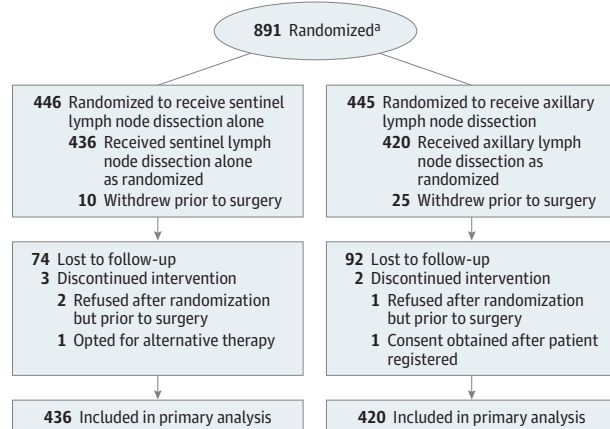 891 Randomizedᵃ
446 Randomized to receive sentinel
lymph node dissection alone
436 Received sentinel lymph
node dissection alone
as randomized
10 Withdrew prior to surgery
445 Randomized to receive axillary
lymph node dissection
420 Received axillary lymph
node dissection as
randomized
25 Withdrew prior to surgery
74 Lost to follow-up
3 Discontinued intervention
2 Refused after randomization
but prior to surgery
1 Opted for alternative therapy
92 Lost to follow-up
2 Discontinued intervention
1 Refused after randomization
but prior to surgery
1 Consent obtained after patient
registered
436 Included in primary analysis
420 Included in primary analysis